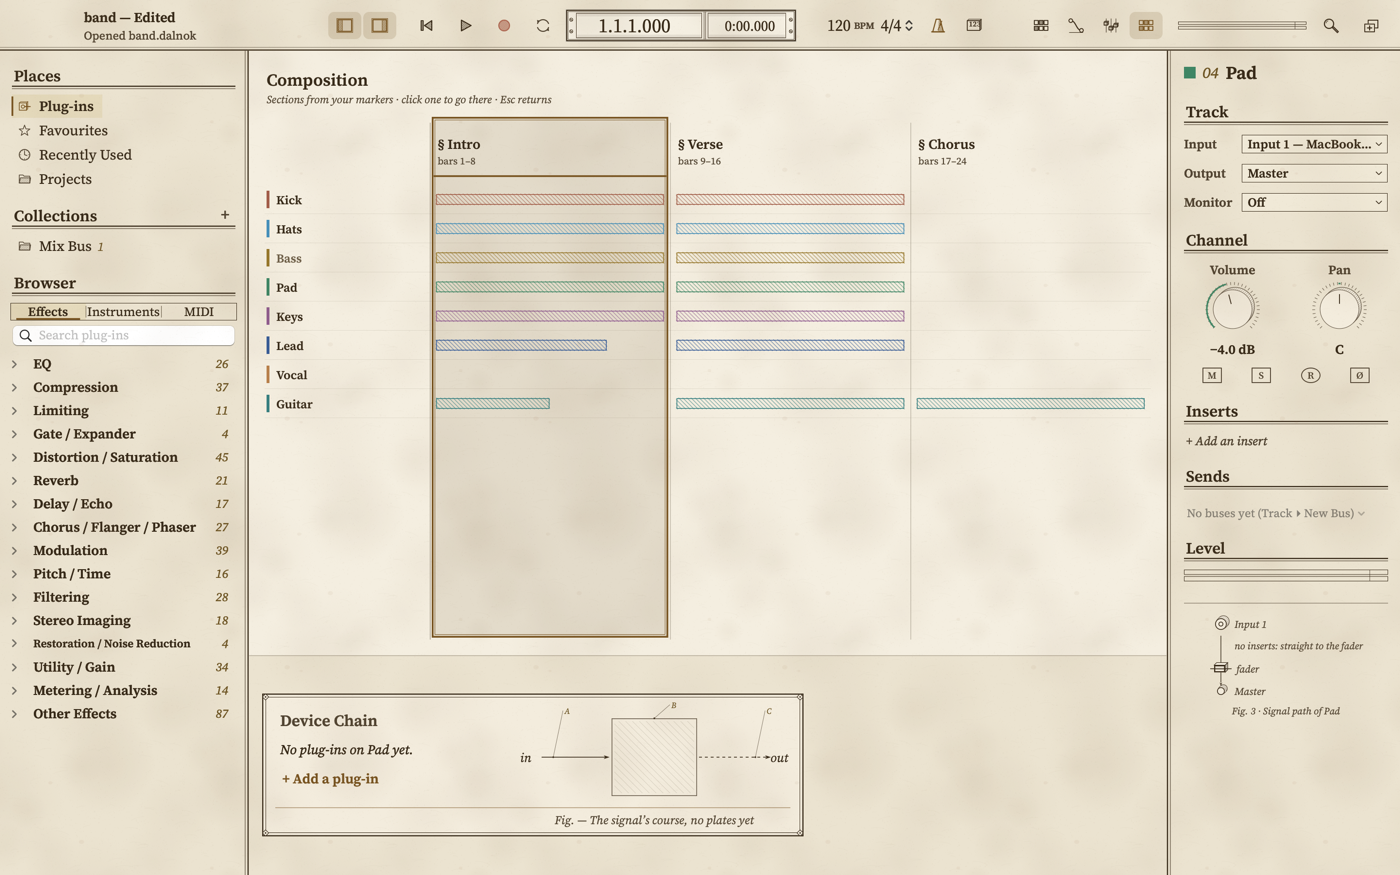 band — Edited
Opened band.dalnok
1.1.1.000
0:00.000
120 BPM 4/4
123
Places
Plug-ins
Favourites
Recently Used
Projects
Collections +
Mix Bus 1
Browser
Effects Instruments MIDI
Search plug-ins
EQ 26
Compression 37
Limiting 11
Gate / Expander 4
Distortion / Saturation 45
Reverb 21
Delay / Echo 17
Chorus / Flanger / Phaser 27
Modulation 39
Pitch / Time 16
Filtering 28
Stereo Imaging 18
Restoration / Noise Reduction 4
Utility / Gain 34
Metering / Analysis 14
Other Effects 87
Composition
Sections from your markers · click one to go there · Esc returns
§ Intro
bars 1–8
§ Verse
bars 9–16
§ Chorus
bars 17–24
Kick
Hats
Bass
Pad
Keys
Lead
Vocal
Guitar
Device Chain
No plug-ins on Pad yet.
+ Add a plug-in
A
B
C
in
out
Fig. — The signal's course, no plates yet
04 Pad
Track
Input Input 1 — MacBook...
Output Master
Monitor Off
Channel
Volume Pan
−4.0 dB C
M S R Ø
Inserts
+ Add an insert
Sends
No buses yet (Track ▸ New Bus)
Level
Input 1
no inserts: straight to the fader
fader
Master
Fig. 3 · Signal path of Pad